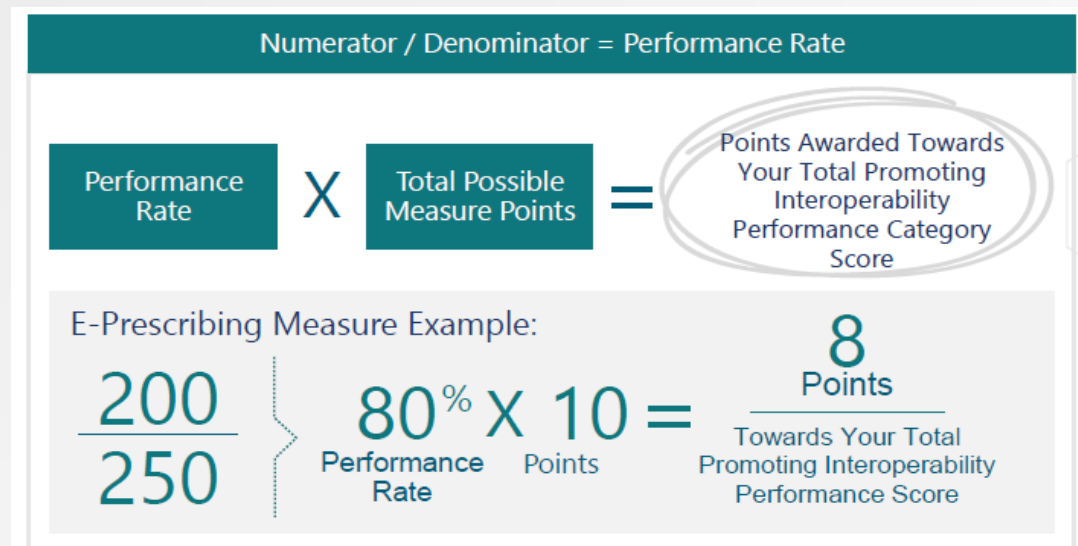 Numerator / Denominator = Performance Rate
Performance
Rate
X
Total Possible
Measure Points
=
Points Awarded Towards
Your Total Promoting
Interoperability
Performance Category
Score
E-Prescribing Measure Example:
200
250
80% X 10 =
Performance
Rate
Points
8
Points
Towards Your Total
Promoting Interoperability
Performance Score